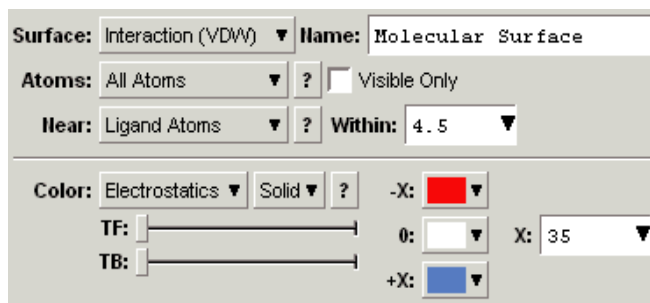 Surface: Interaction (VDW) Name: Molecular Surface
Atoms: All Atoms ? Visible Only
Near: Ligand Atoms ? Within: 4.5
Color: Electrostatics Solid ? -X:
TF: 0: X: 35
TB:
+X: